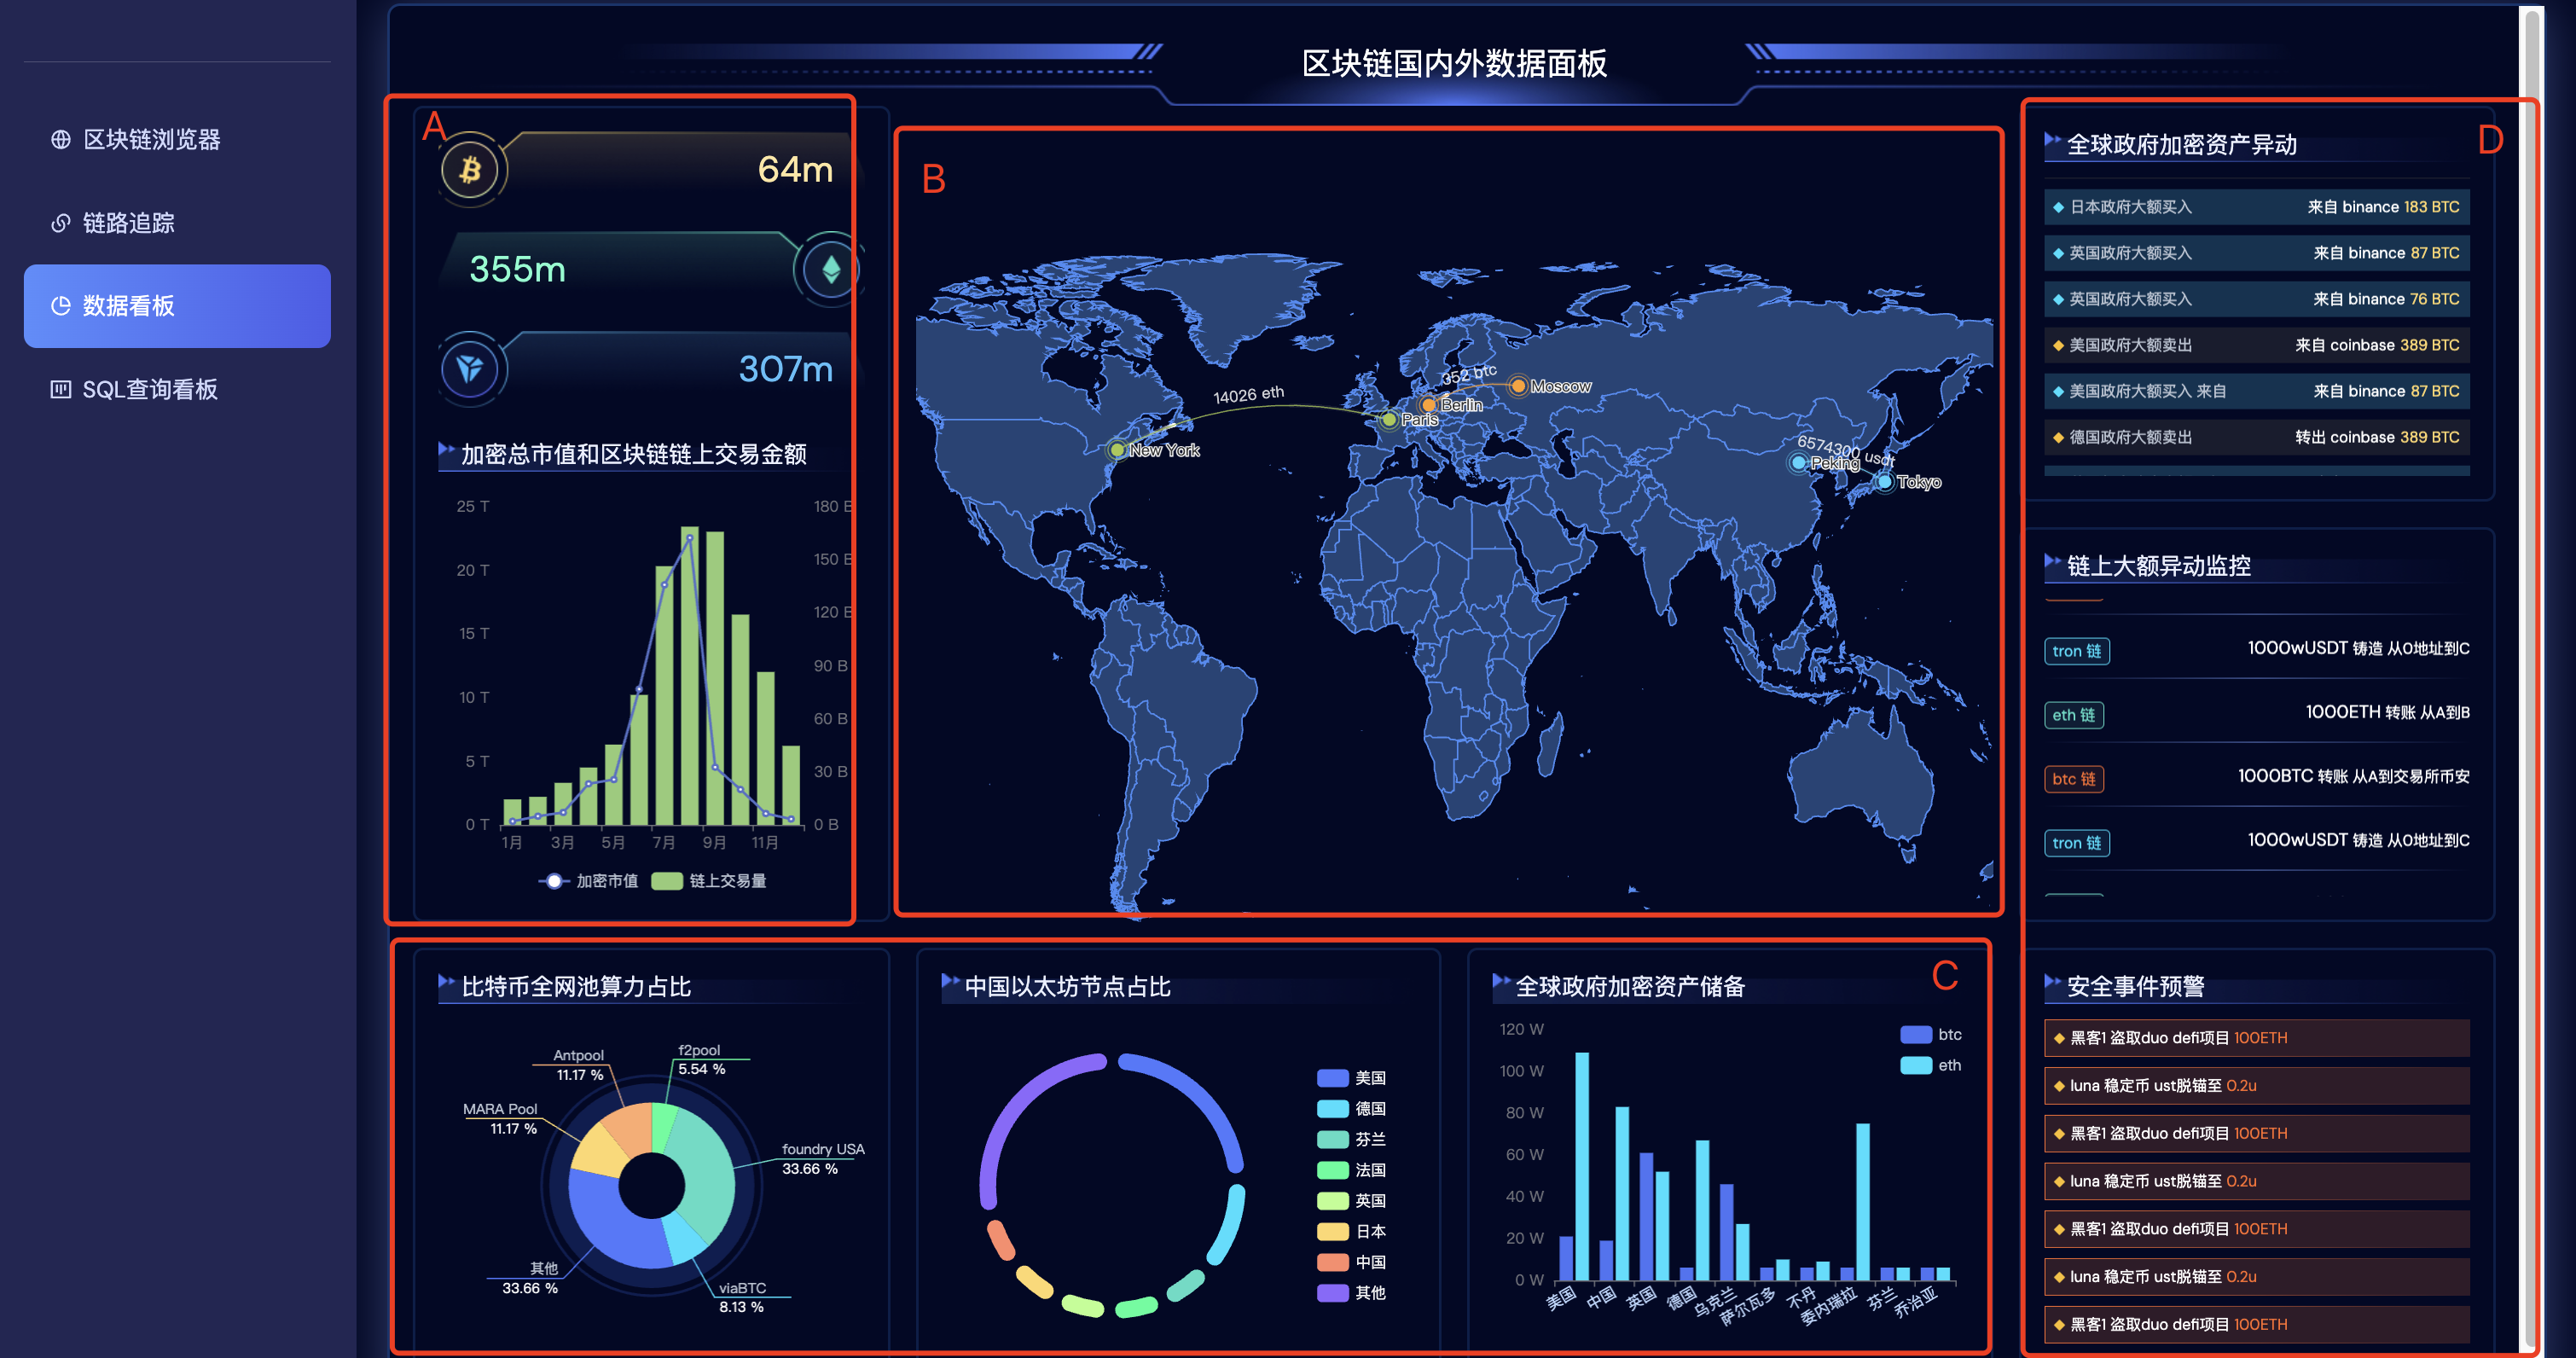 区块链浏览器
链路追踪
数据看板
SQL查询看板
区块链国内外数据面板
A
64m
355m
307m
加密总市值和区块链链上交易金额
25 T
20 T
15 T
10 T
5 T
0 T
180 B
150 B
120 B
90 B
60 B
30 B
0 B
1月 3月 5月 7月 9月 11月
加密市值 链上交易量
B
14026 eth
352 btc
Moscow
Berlin
Paris
New York
6574300 usdt
Peking
Tokyo
D
全球政府加密资产异动
日本政府大额买入 来自 binance 183 BTC
英国政府大额买入 来自 binance 87 BTC
英国政府大额买入 来自 binance 76 BTC
美国政府大额卖出 来自 coinbase 389 BTC
美国政府大额买入 来自 来自 binance 87 BTC
德国政府大额卖出 转出 coinbase 389 BTC
链上大额异动监控
tron 链 1000wUSDT 铸造 从0地址到C
eth 链 1000ETH 转账 从A到B
btc 链 1000BTC 转账 从A到交易所币安
tron 链 1000wUSDT 铸造 从0地址到C
比特币全网池算力占比
Antpool
11.17 %
f2pool
5.54 %
MARA Pool
11.17 %
foundry USA
33.66 %
其他
33.66 %
viaBTC
8.13 %
中国以太坊节点占比
美国
德国
芬兰
法国
英国
日本
中国
其他
全球政府加密资产储备
C
btc
eth
120 W
100 W
80 W
60 W
40 W
20 W
0 W
美国 中国 英国 德国 乌克兰 萨尔瓦多 不丹 委内瑞拉 芬兰 乔治亚
安全事件预警
黑客1 盗取duo defi项目 100ETH
luna 稳定币 ust脱锚至 0.2u
黑客1 盗取duo defi项目 100ETH
luna 稳定币 ust脱锚至 0.2u
黑客1 盗取duo defi项目 100ETH
luna 稳定币 ust脱锚至 0.2u
黑客1 盗取duo defi项目 100ETH